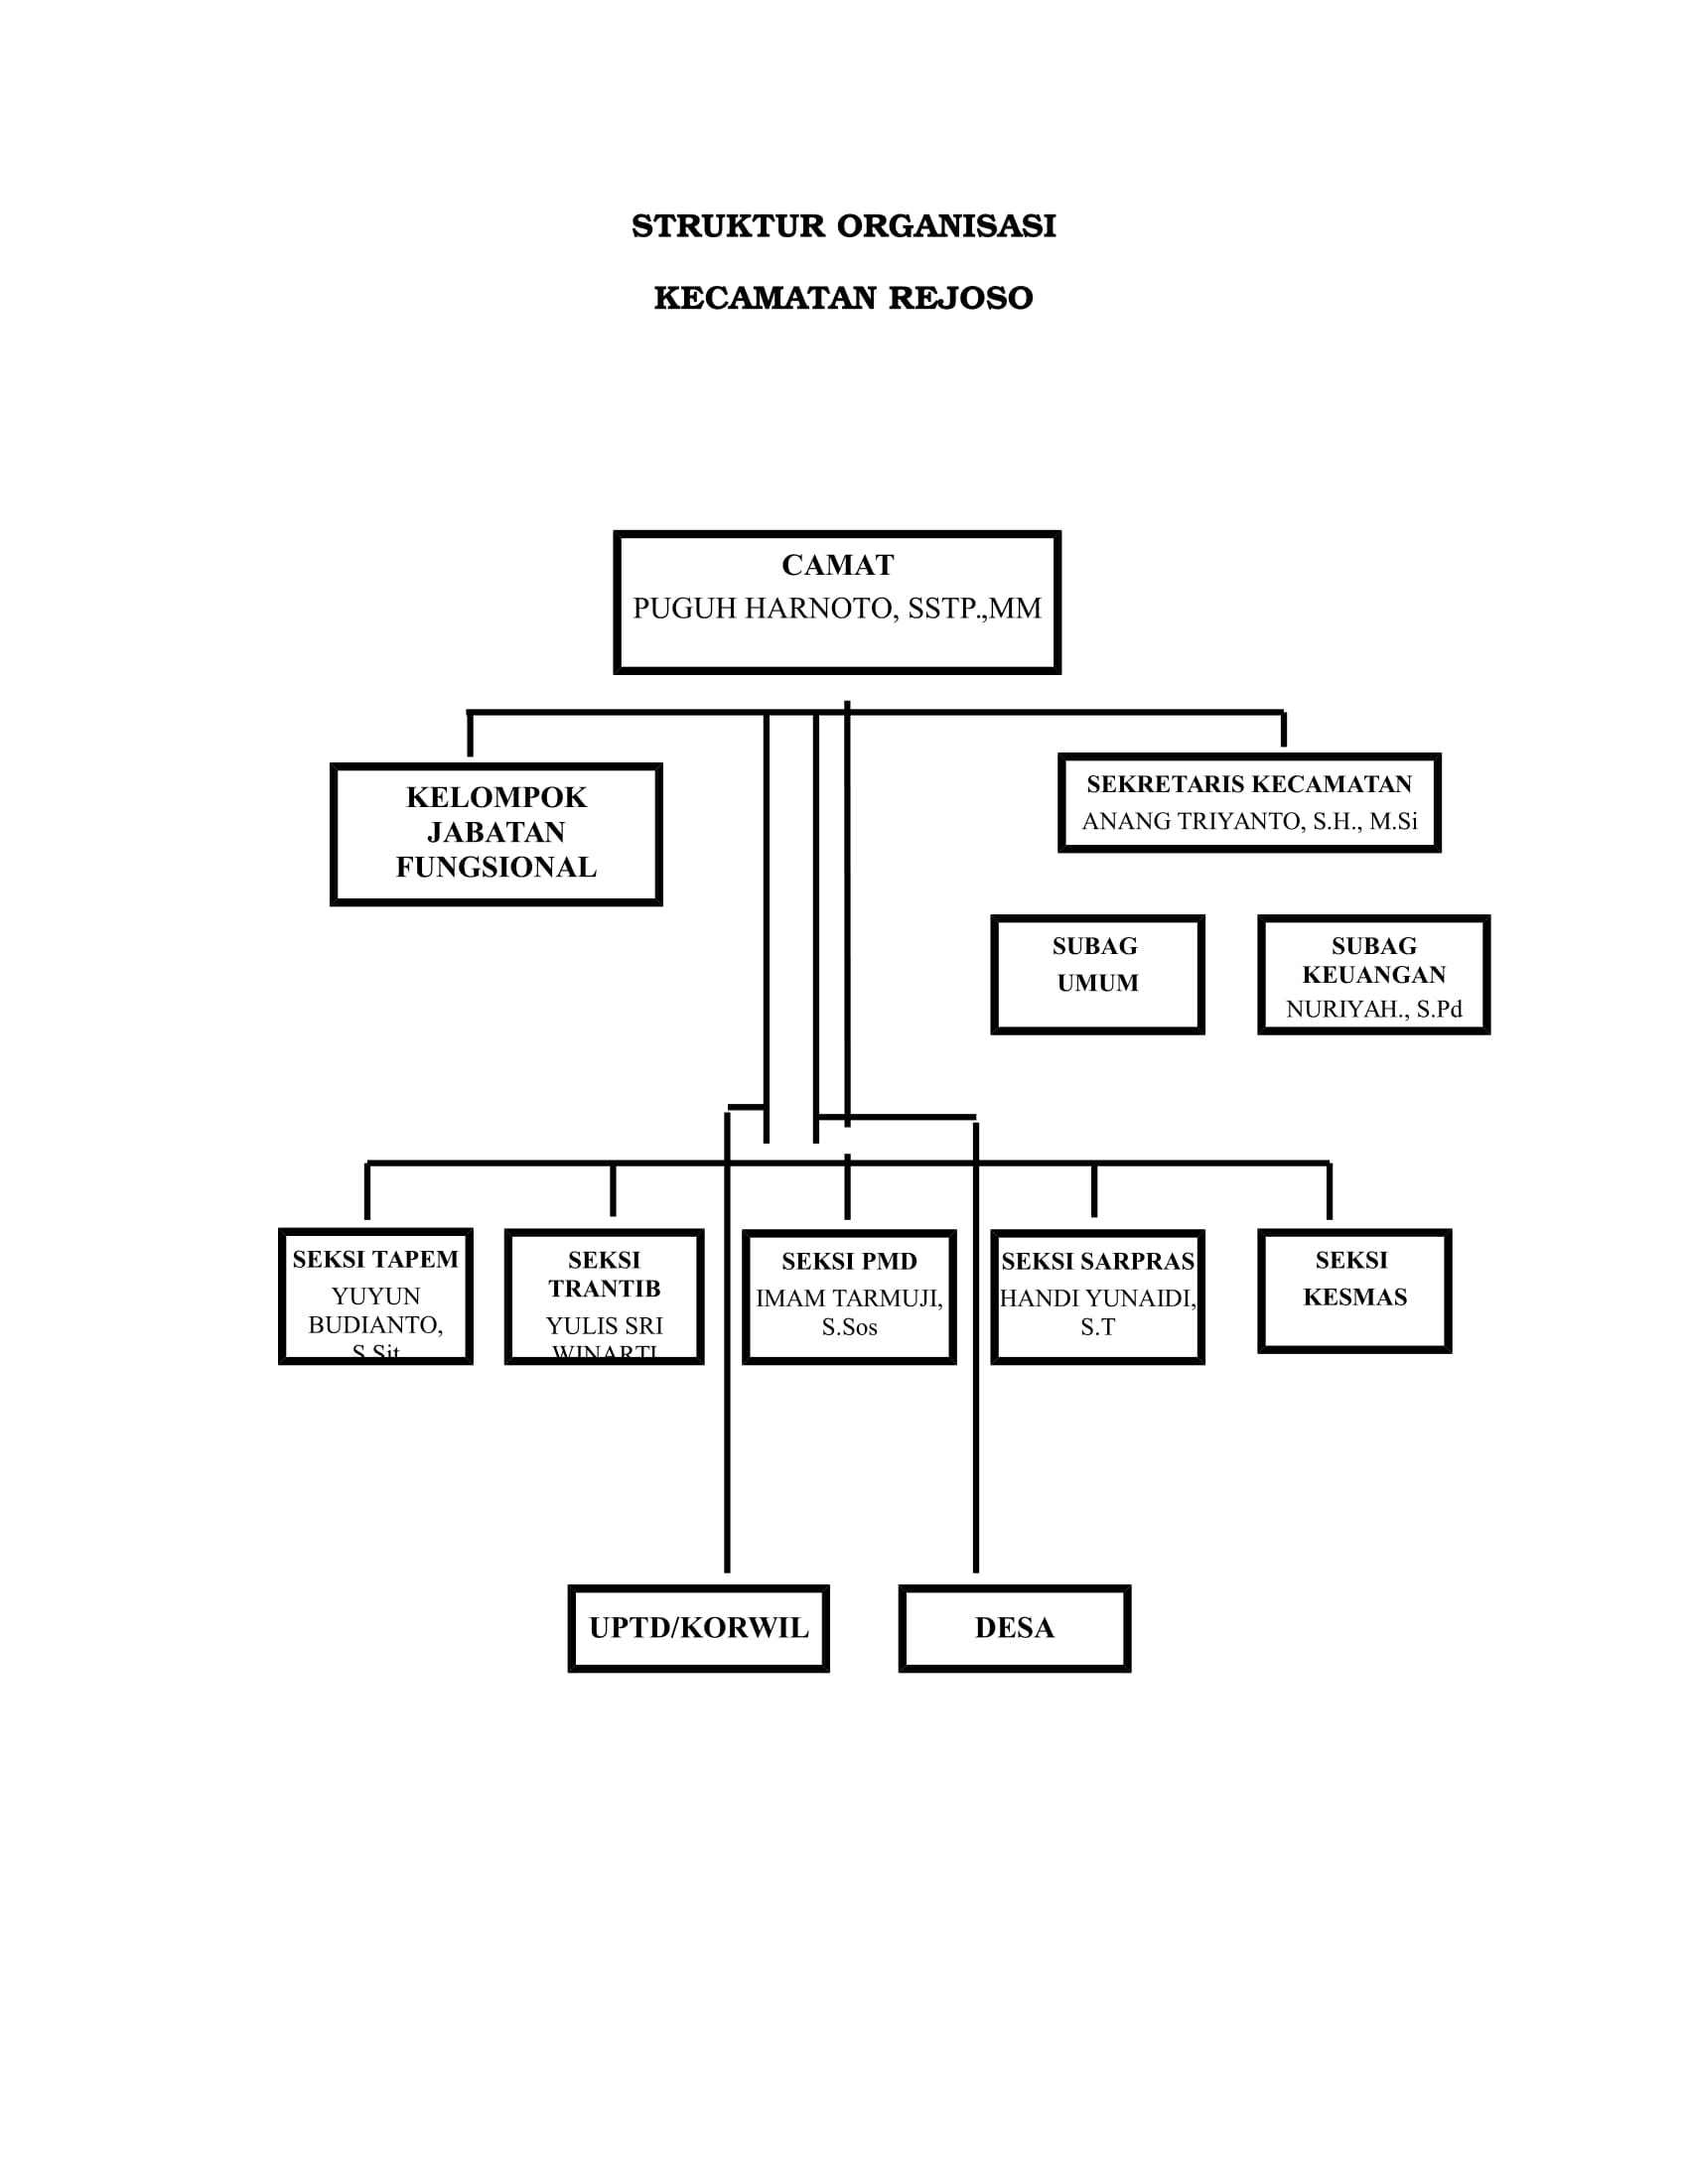 STRUKTUR ORGANISASI
KECAMATAN REJOSO
CAMAT
PUGUH HARNOTO, SSTP.,MM
KELOMPOK
JABATAN
FUNGSIONAL
SEKRETARIS KECAMATAN
ANANG TRIYANTO, S.H., M.Si
SUBAG
UMUM
SUBAG
KEUANGAN
NURIYAH., S.Pd
SEKSI TAPEM
YUYUN
BUDIANTO,
S.Sit
SEKSI
TRANTIB
YULIS SRI
WINARTI
SEKSI PMD
IMAM TARMUJI,
S.Sos
SEKSI SARPRAS
HANDI YUNAIDI,
S.T
SEKSI
KESMAS
UPTD/KORWIL
DESA